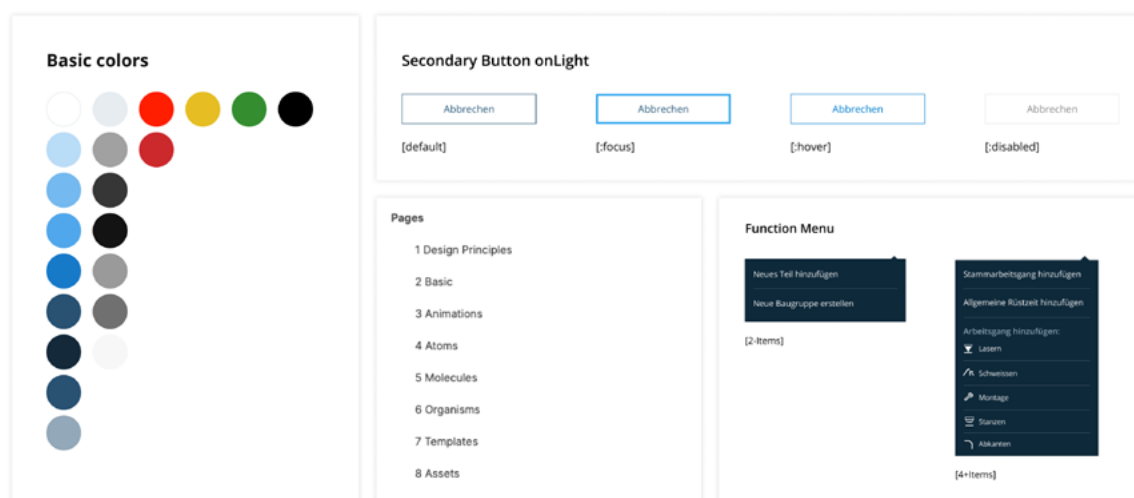 Basic colors
Secondary Button onLight
Abbrechen
Abbrechen
Abbrechen
Abbrechen
[default]
[:focus]
[:hover]
[:disabled]
Pages
1 Design Principles
2 Basic
3 Animations
4 Atoms
5 Molecules
6 Organisms
7 Templates
8 Assets
Function Menu
Neues Teil hinzufügen
Neue Baugruppe erstellen
[2-Items]
Stammarbeitsgang hinzufügen
Allgemeine Rüstzeit hinzufügen
Arbeitsgang hinzufügen:
Lasern
Schweissen
Montage
Stanzen
Abkanten
[4+Items]